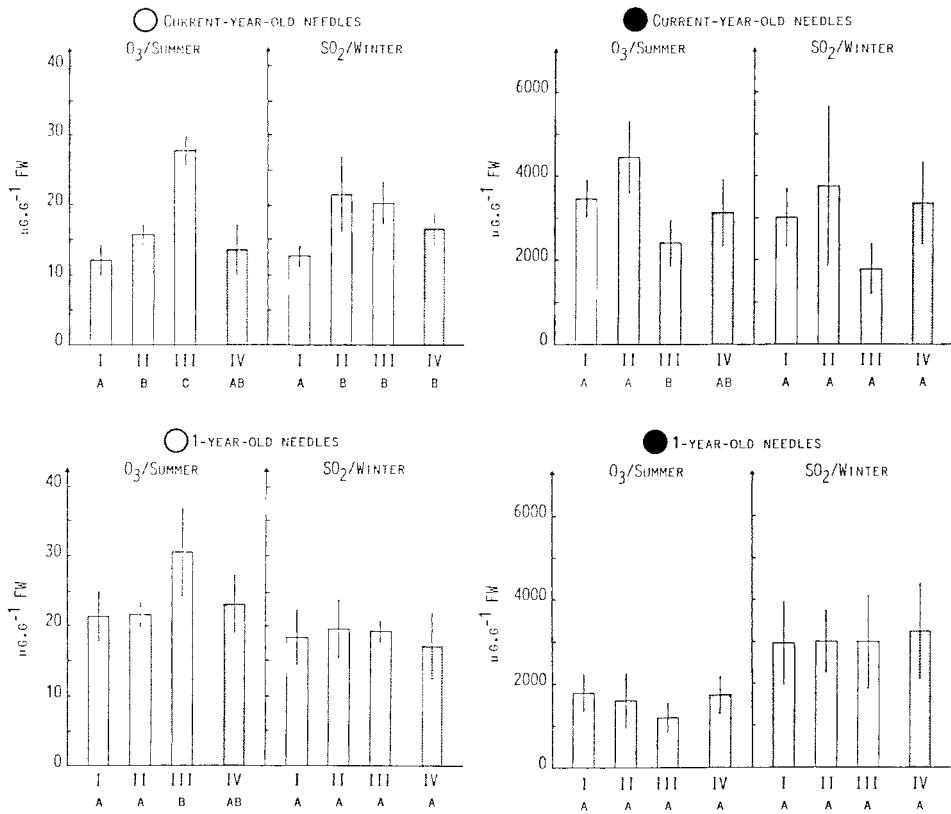 CURRENT-YEAR-OLD NEEDLES
O₃/SUMMER SO₂/WINTER
µG.G⁻¹ FW
40
30
20
10
0
I II III IV I II III IV
A B C AB A B B B
CURRENT-YEAR-OLD NEEDLES
O₃/SUMMER SO₂/WINTER
µG.G⁻¹ FW
6000
4000
2000
0
I II III IV I II III IV
A A B AB A A A A
1-YEAR-OLD NEEDLES
O₃/SUMMER SO₂/WINTER
µG.G⁻¹ FW
40
30
20
10
0
I II III IV I II III IV
A A B AB A A A A
1-YEAR-OLD NEEDLES
O₃/SUMMER SO₂/WINTER
µG.G⁻¹ FW
6000
4000
2000
0
I II III IV I II III IV
A A A A A A A A